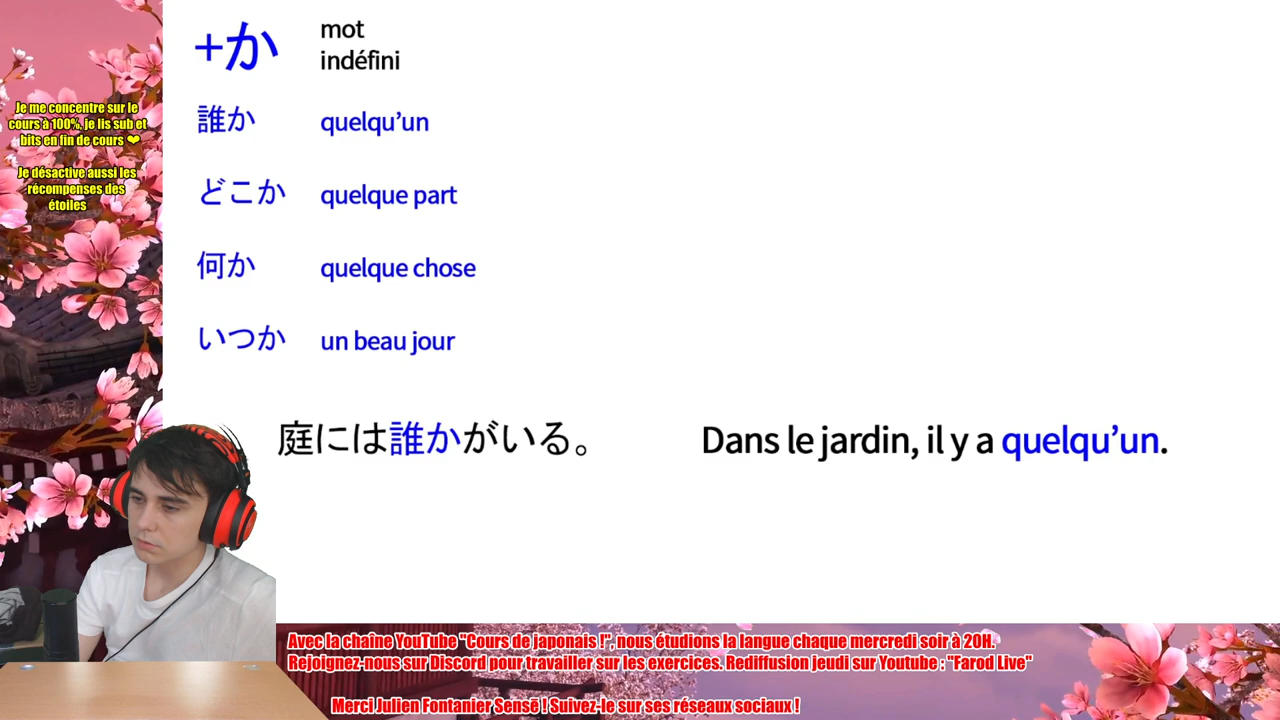 +か
mot
indéfini
誰か
quelqu’un
どこか
quelque part
何か
quelque chose
いつか
un beau jour
庭には誰かがいる。
Dans le jardin, il y a quelqu’un.
Je me concentre sur le
cours à 100%, je lis sub et
bits en fin de cours ❤
Je désactive aussi les
récompenses des
étoiles
Avec la chaîne YouTube "Cours de japonais !", nous étudions la langue chaque mercredi soir à 20H.
Rejoignez-nous sur Discord pour travailler sur les exercices. Rediffusion jeudi sur Youtube : "Farod Live"
Merci Julien Fontanier Sensë ! Suivez-le sur ses réseaux sociaux !